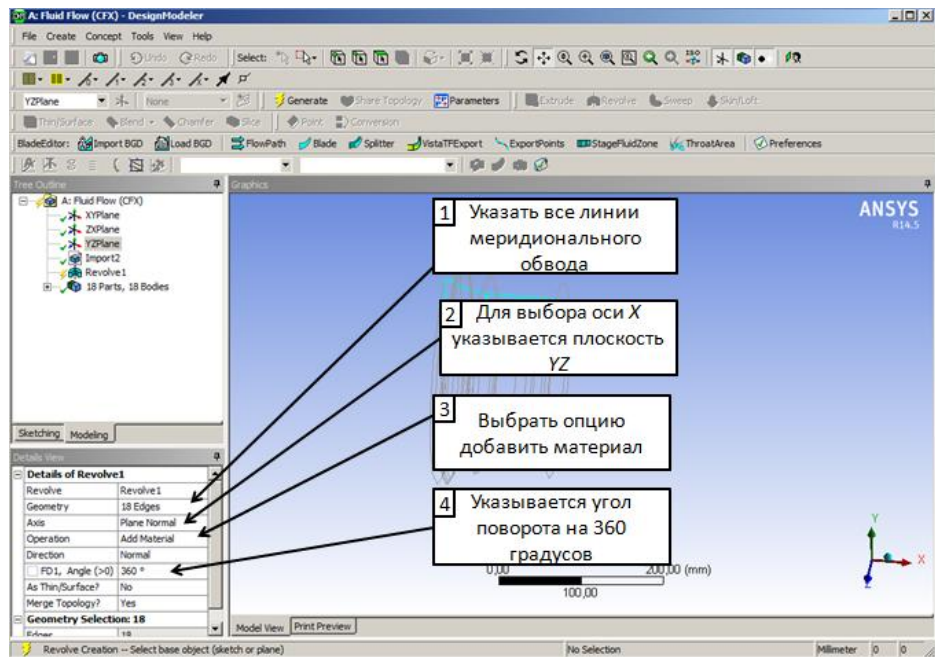 A: Fluid Flow (CFX) - DesignModeler
File Create Concept Tools View Help
Undo Redo Select:
YZPlane None Generate Share Topology Parameters Extrude Revolve Sweep Skin/Loft
Thin/Surface Blend Chamfer Slice Point Conversion
BladeEditor: Import BGD Load BGD FlowPath Blade Splitter VistaTFExport ExportPoints StageFluidZone ThroatArea Preferences
Tree Outline
A: Fluid Flow (CFX)
XYPlane
ZXPlane
YZPlane
Import2
Revolve1
18 Parts, 18 Bodies
Sketching Modeling
Details View
Details of Revolve1
Revolve Revolve1
Geometry 18 Edges
Axis Plane Normal
Operation Add Material
Direction Normal
FD1, Angle (>0) 360 °
As Thin/Surface? No
Merge Topology? Yes
Geometry Selection: 18
Edges 18
Graphics
ANSYS
R14.5
1 Указать все линии
меридионального
обвода
2 Для выбора оси X
указывается плоскость
YZ
3 Выбрать опцию
добавить материал
4 Указывается угол
поворота на 360
градусов
0,00 200,00 (mm)
100,00
Y
X
Z
Model View Print Preview
Revolve Creation -- Select base object (sketch or plane) No Selection Millimeter 0 0